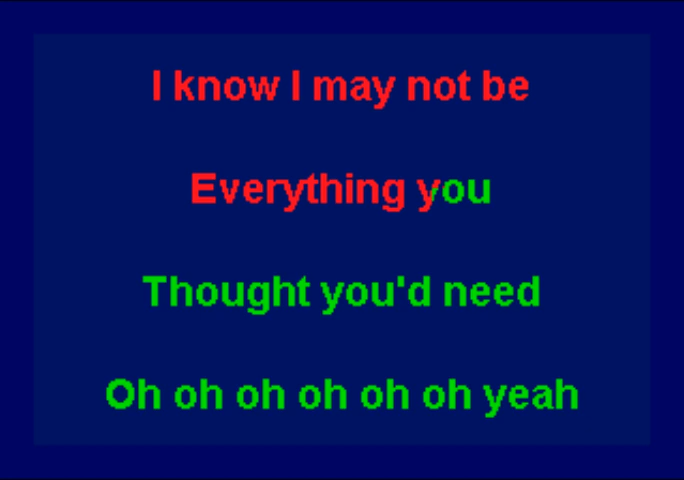 I know I may not be
Everything you
Thought you'd need
Oh oh oh oh oh oh yeah